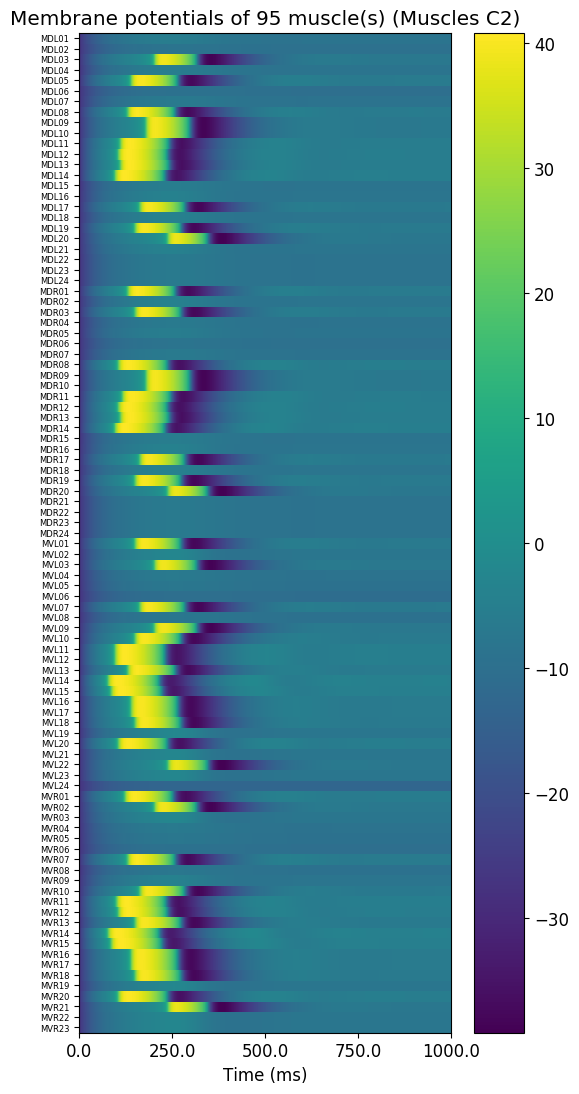 Membrane potentials of 95 muscle(s) (Muscles C2)
MDL01
MDL02
MDL03
MDL04
MDL05
MDL06
MDL07
MDL08
MDL09
MDL10
MDL11
MDL12
MDL13
MDL14
MDL15
MDL16
MDL17
MDL18
MDL19
MDL20
MDL21
MDL22
MDL23
MDL24
MDR01
MDR02
MDR03
MDR04
MDR05
MDR06
MDR07
MDR08
MDR09
MDR10
MDR11
MDR12
MDR13
MDR14
MDR15
MDR16
MDR17
MDR18
MDR19
MDR20
MDR21
MDR22
MDR23
MDR24
MVL01
MVL02
MVL03
MVL04
MVL05
MVL06
MVL07
MVL08
MVL09
MVL10
MVL11
MVL12
MVL13
MVL14
MVL15
MVL16
MVL17
MVL18
MVL19
MVL20
MVL21
MVL22
MVL23
MVL24
MVR01
MVR02
MVR03
MVR04
MVR05
MVR06
MVR07
MVR08
MVR09
MVR10
MVR11
MVR12
MVR13
MVR14
MVR15
MVR16
MVR17
MVR18
MVR19
MVR20
MVR21
MVR22
MVR23
0.0 250.0 500.0 750.0 1000.0
Time (ms)
40
30
20
10
0
−10
−20
−30